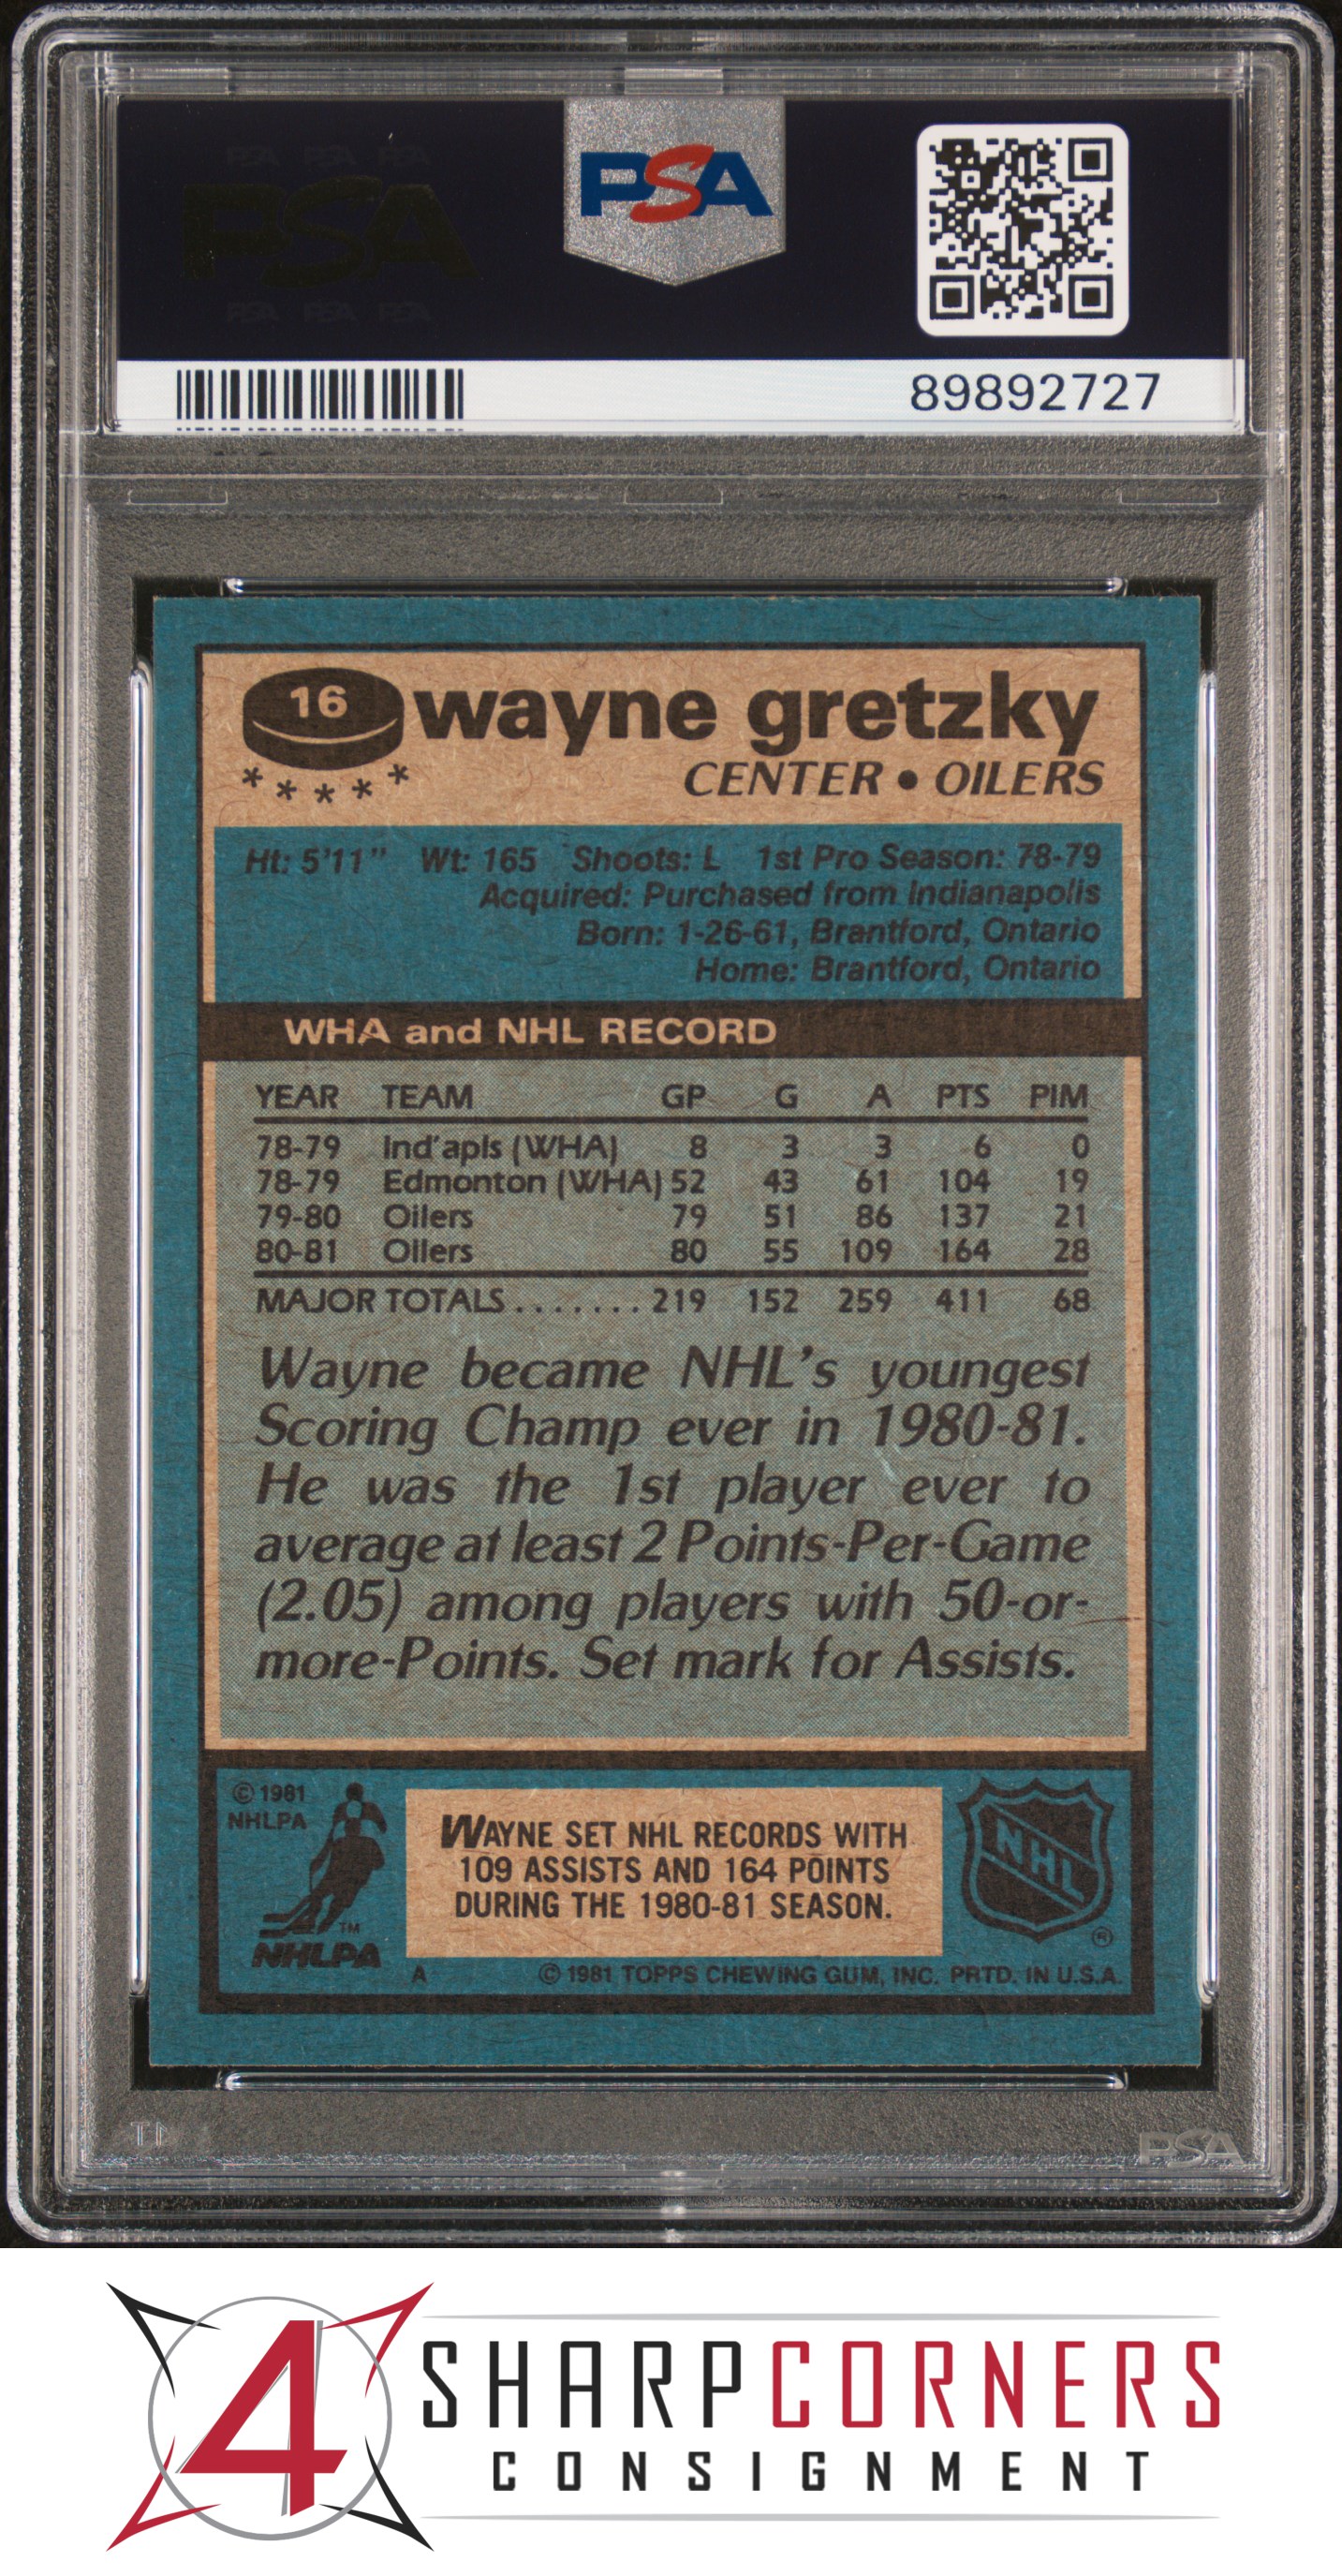 PSA PSA PSA
PSA
PSA PSA PSA
PSA
89892727
16
wayne gretzky
CENTER • OILERS
Ht: 5'11" Wt: 165 Shoots: L 1st Pro Season: 78-79
Acquired: Purchased from Indianapolis
Born: 1-26-61, Brantford, Ontario
Home: Brantford, Ontario
WHA and NHL RECORD
YEAR TEAM GP G A PTS PIM
78-79 Ind'apls (WHA) 8 3 3 6 0
78-79 Edmonton (WHA) 52 43 61 104 19
79-80 Oilers 79 51 86 137 21
80-81 Oilers 80 55 109 164 28
MAJOR TOTALS....... 219 152 259 411 68
Wayne became NHL's youngest
Scoring Champ ever in 1980-81.
He was the 1st player ever to
average at least 2 Points-Per-Game
(2.05) among players with 50-or-
more-Points. Set mark for Assists.
© 1981
NHLPA
TM
NHLPA
WAYNE SET NHL RECORDS WITH
109 ASSISTS AND 164 POINTS
DURING THE 1980-81 SEASON.
NHL
®
A © 1981 TOPPS CHEWING GUM, INC. PRTD. IN U.S.A.
PSA
4
SHARPCORNERS
CONSIGNMENT